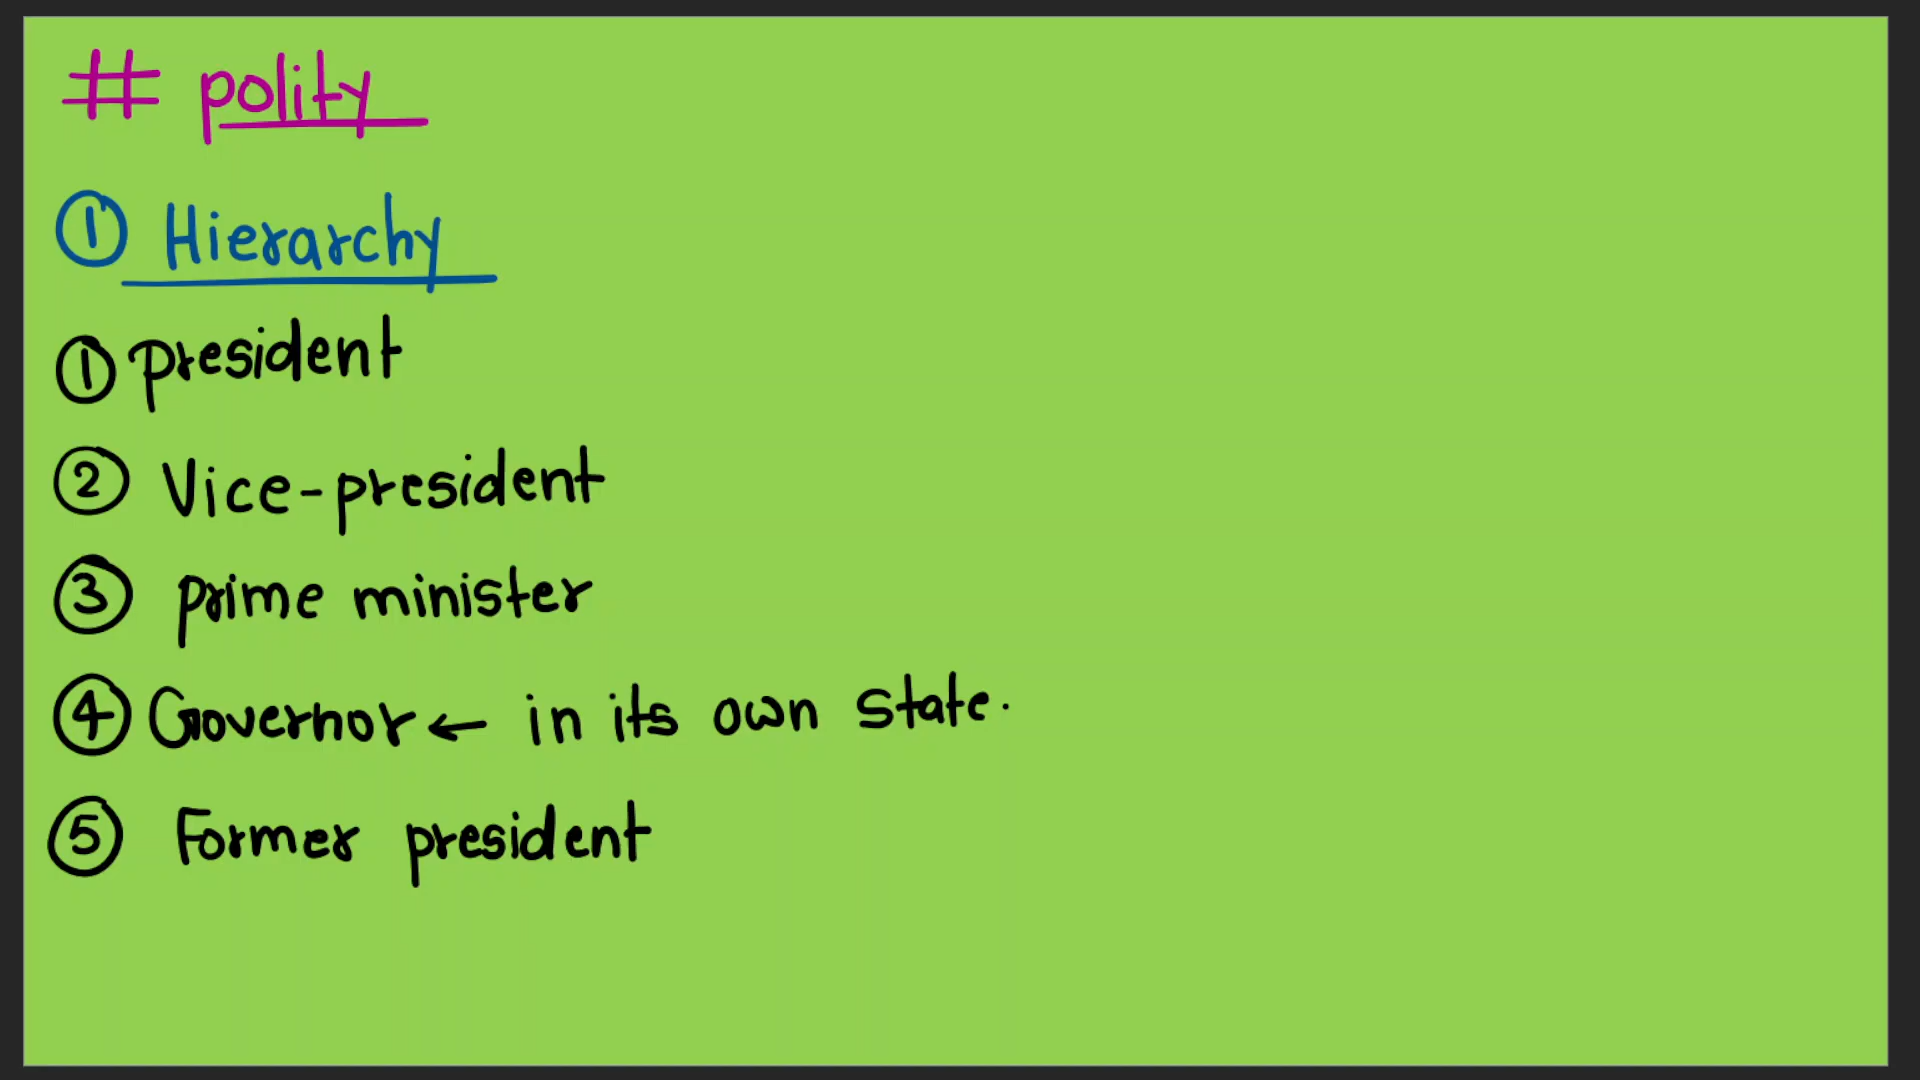 # polity
① Hierarchy
① president
② Vice-president
③ prime minister
④ Governor ← in its own state.
⑤ Former president